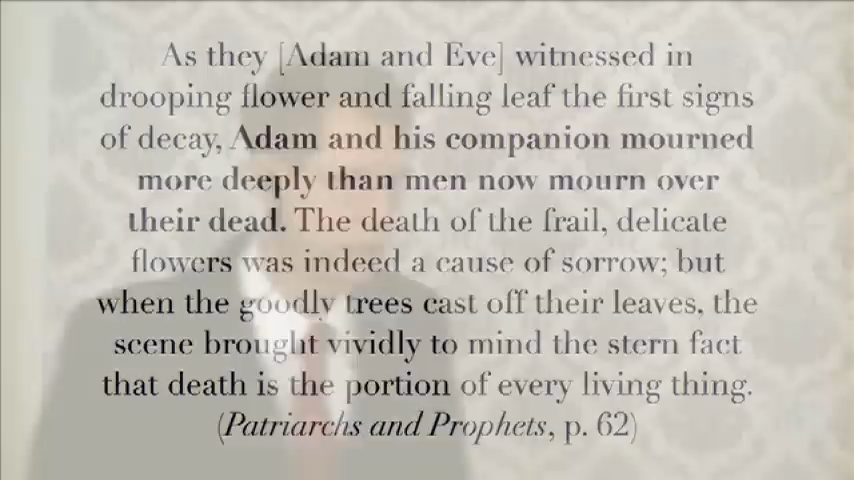 As they [Adam and Eve] witnessed in
drooping flower and falling leaf the first signs
of decay, Adam and his companion mourned
more deeply than men now mourn over
their dead. The death of the frail, delicate
flowers was indeed a cause of sorrow; but
when the goodly trees cast off their leaves, the
scene brought vividly to mind the stern fact
that death is the portion of every living thing.
(Patriarchs and Prophets, p. 62)